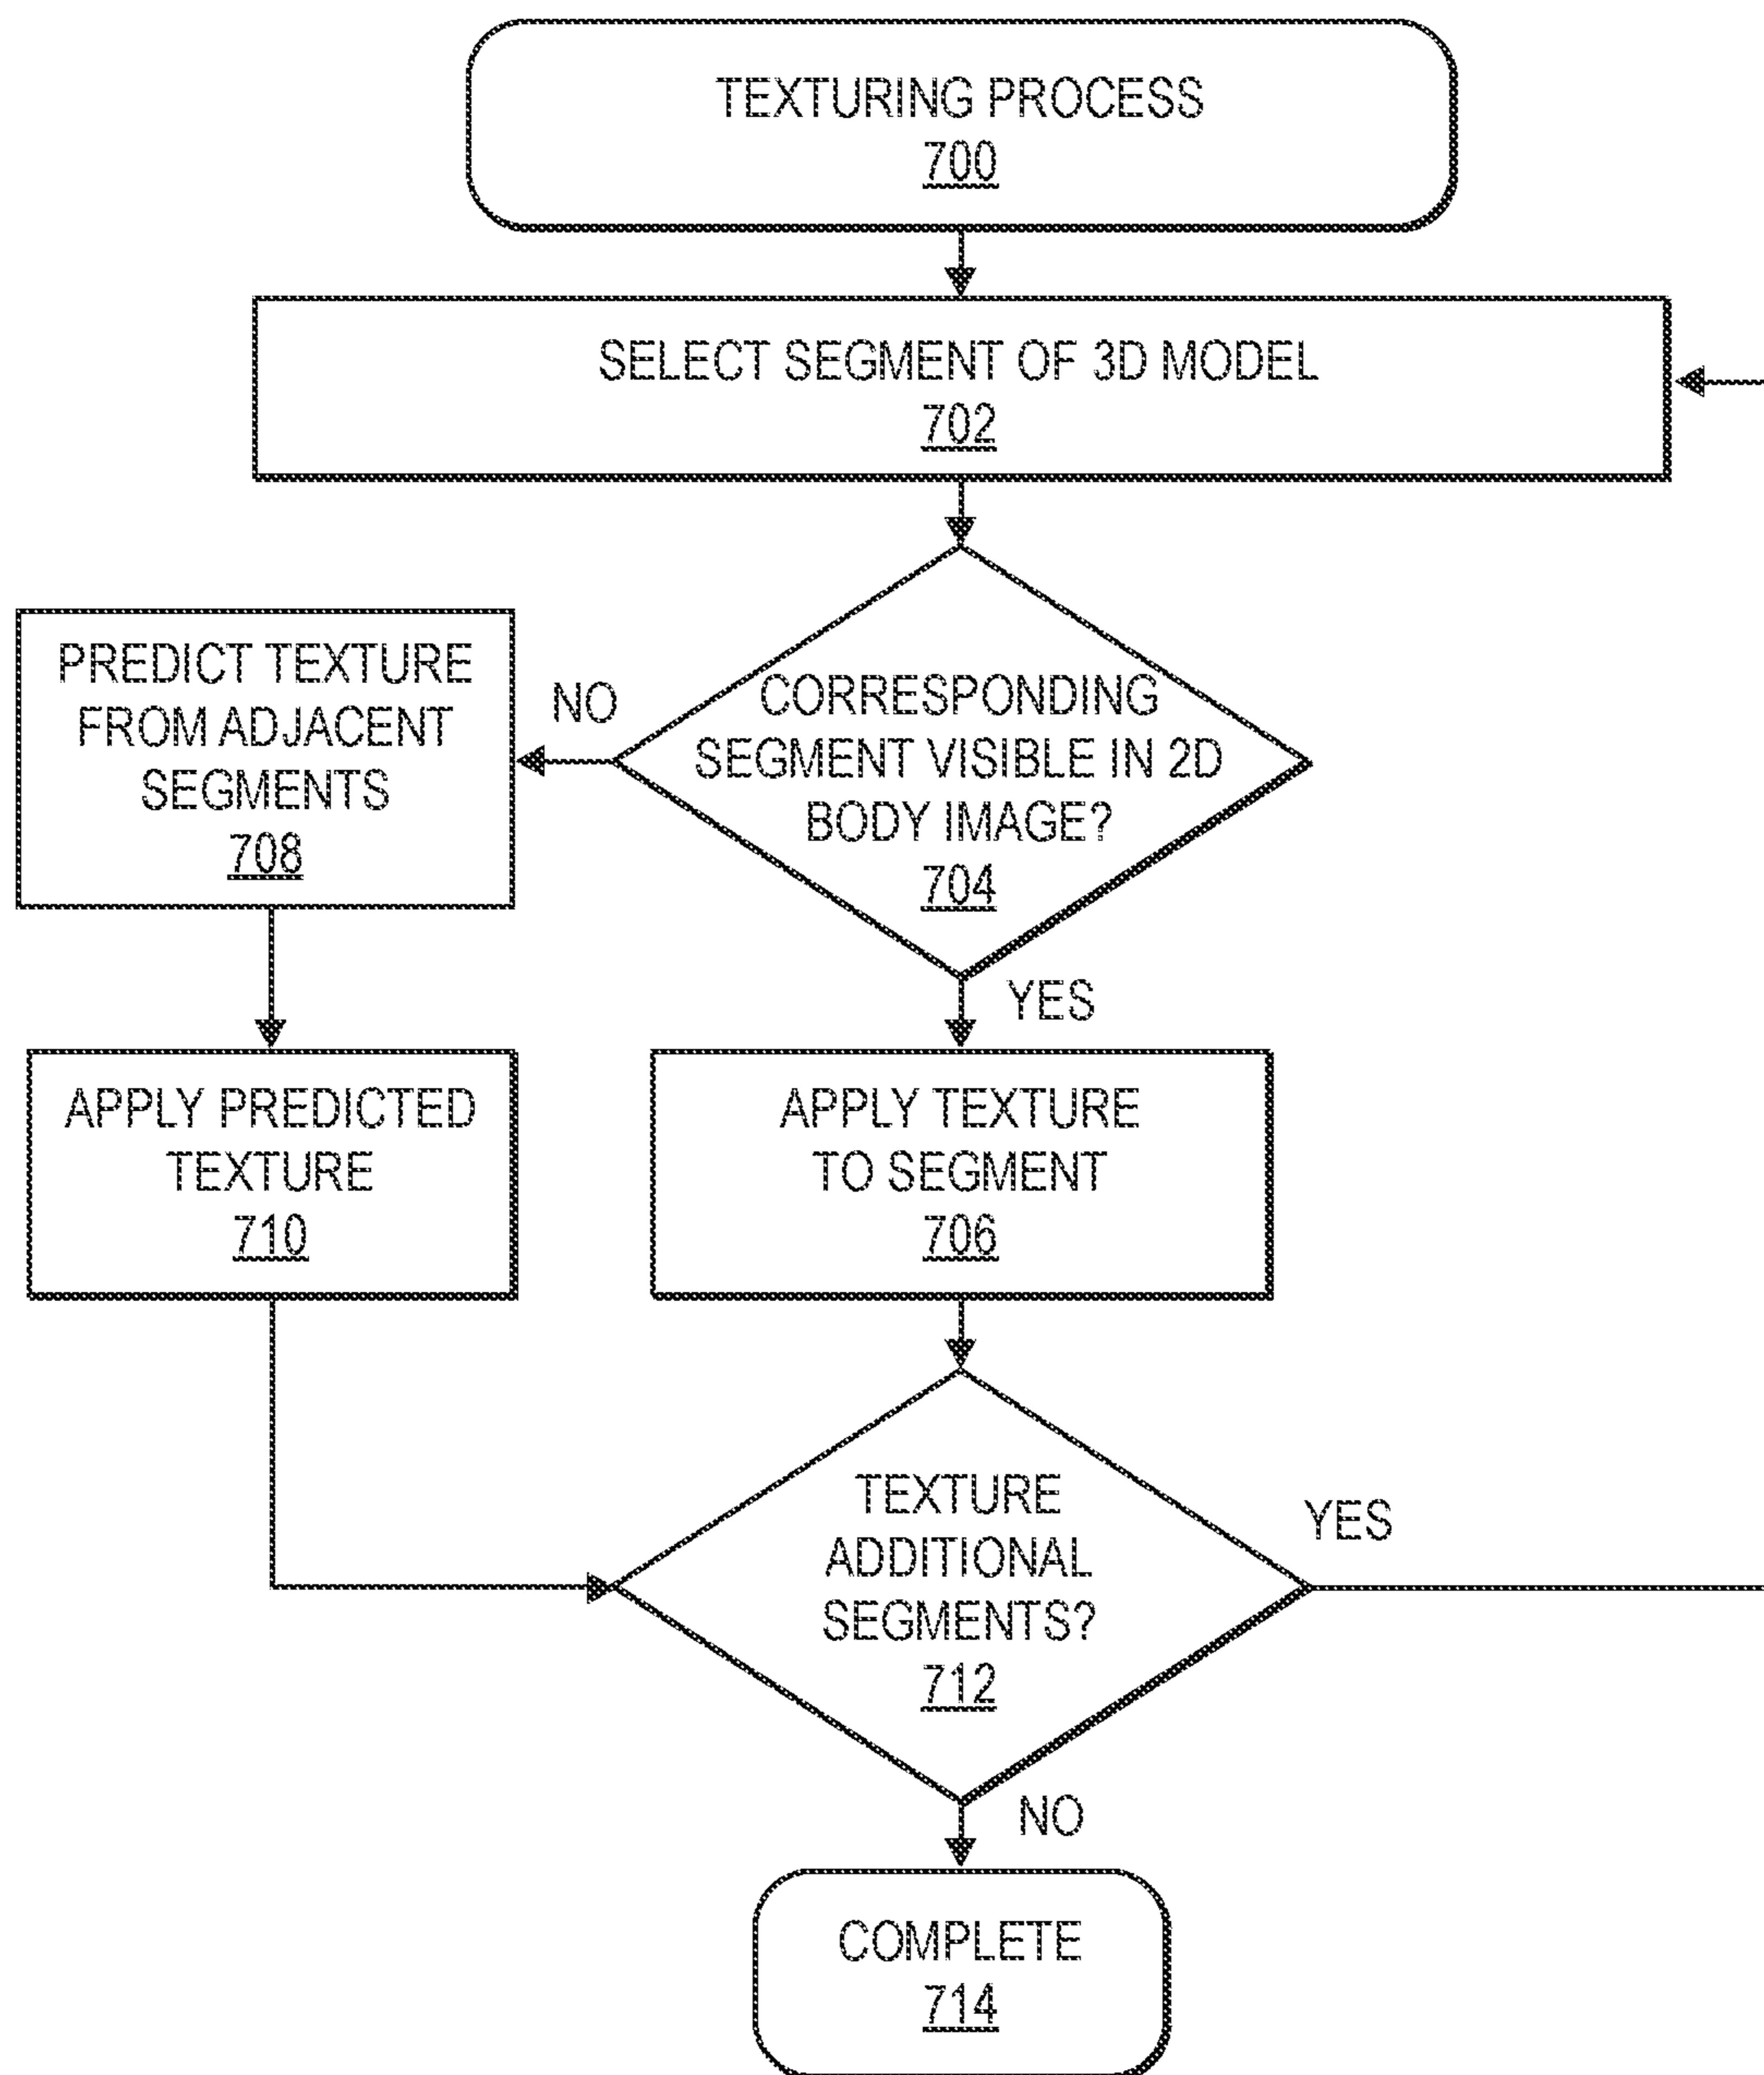 TEXTURING PROCESS
700
SELECT SEGMENT OF 3D MODEL
702
CORRESPONDING
SEGMENT VISIBLE IN 2D
BODY IMAGE?
704
NO
PREDICT TEXTURE
FROM ADJACENT
SEGMENTS
708
YES
APPLY PREDICTED
TEXTURE
710
APPLY TEXTURE
TO SEGMENT
706
TEXTURE
ADDITIONAL
SEGMENTS?
712
YES
NO
COMPLETE
714